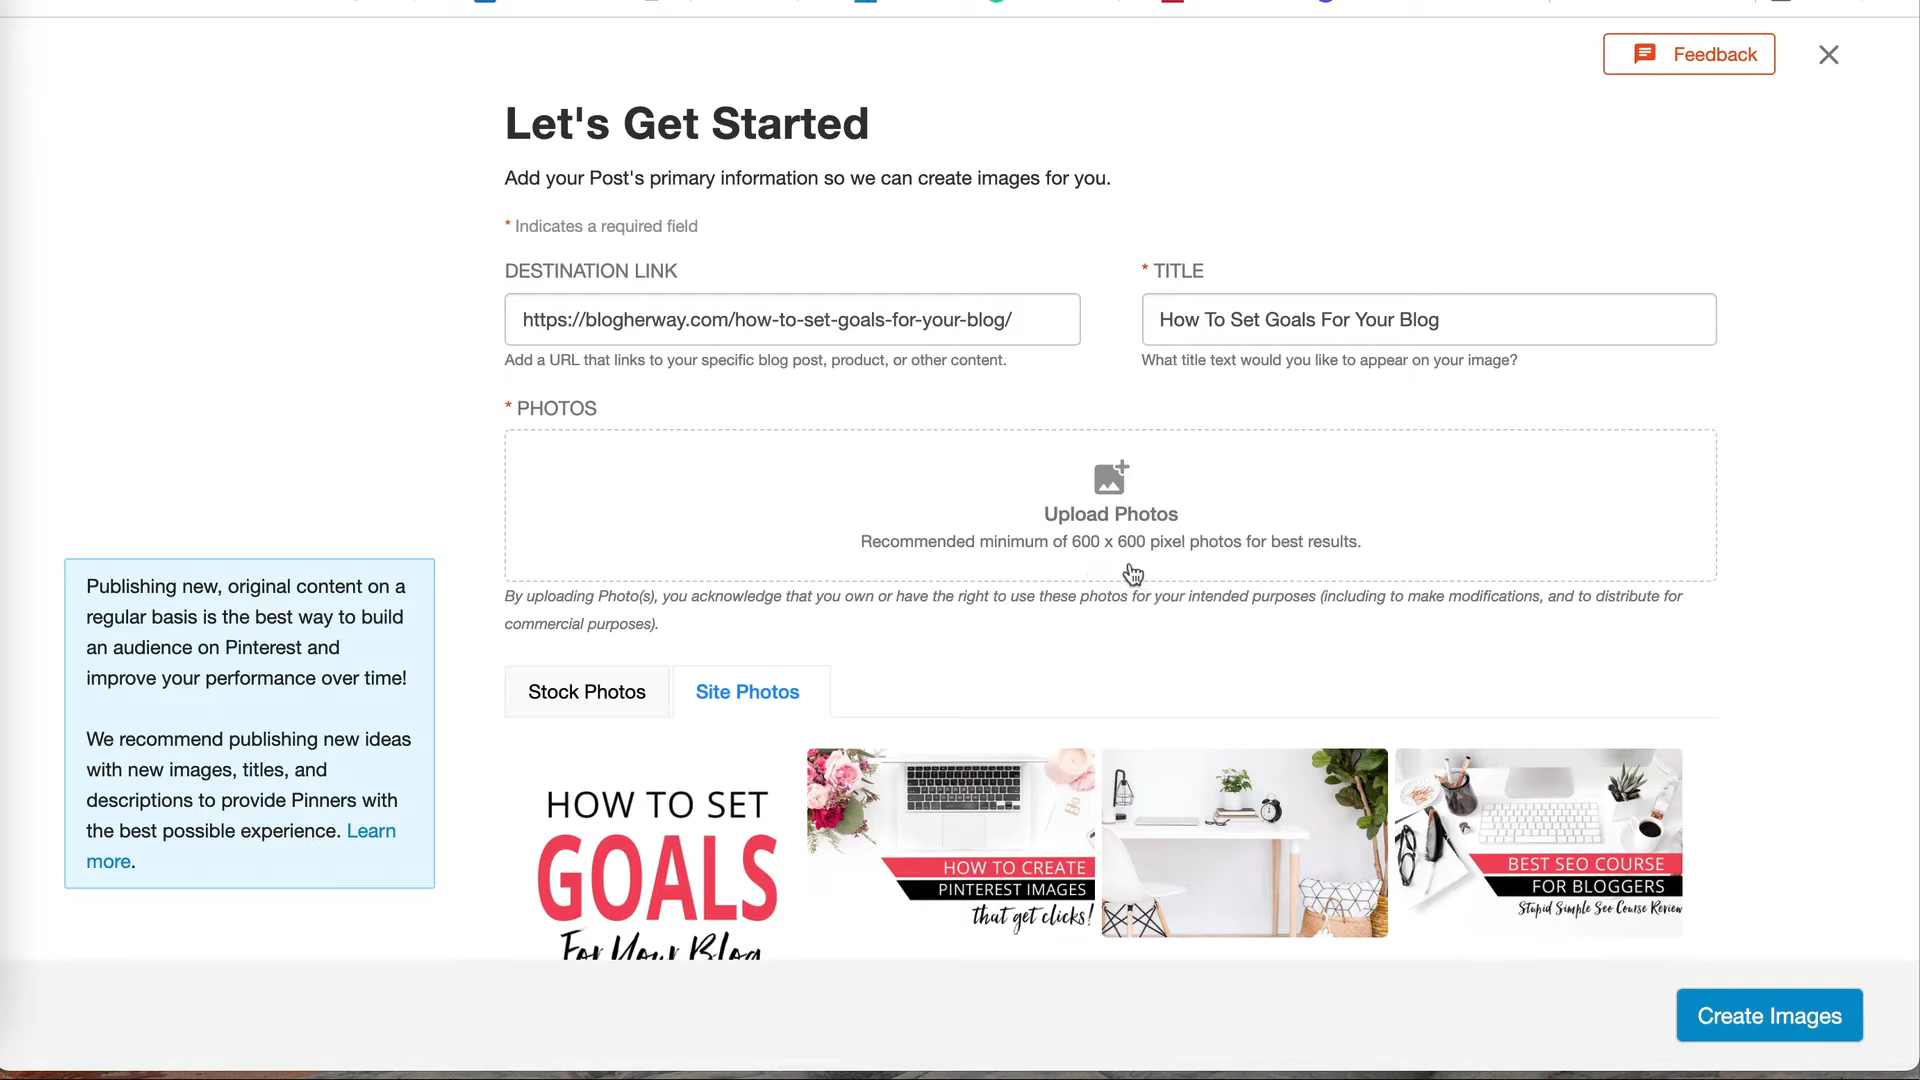 Feedback
Let's Get Started
Add your Post's primary information so we can create images for you.
* Indicates a required field
DESTINATION LINK
* TITLE
https://blogherway.com/how-to-set-goals-for-your-blog/
How To Set Goals For Your Blog
Add a URL that links to your specific blog post, product, or other content.
What title text would you like to appear on your image?
* PHOTOS
Upload Photos
Recommended minimum of 600 x 600 pixel photos for best results.
By uploading Photo(s), you acknowledge that you own or have the right to use these photos for your intended purposes (including to make modifications, and to distribute for
commercial purposes).
Publishing new, original content on a
regular basis is the best way to build
an audience on Pinterest and
improve your performance over time!
We recommend publishing new ideas
with new images, titles, and
descriptions to provide Pinners with
the best possible experience. Learn
more.
Stock Photos
Site Photos
HOW TO SET
GOALS
For Your Blog
HOW TO CREATE
PINTEREST IMAGES
that get clicks!
BEST SEO COURSE
FOR BLOGGERS
Stupid Simple Seo Course Review
Create Images